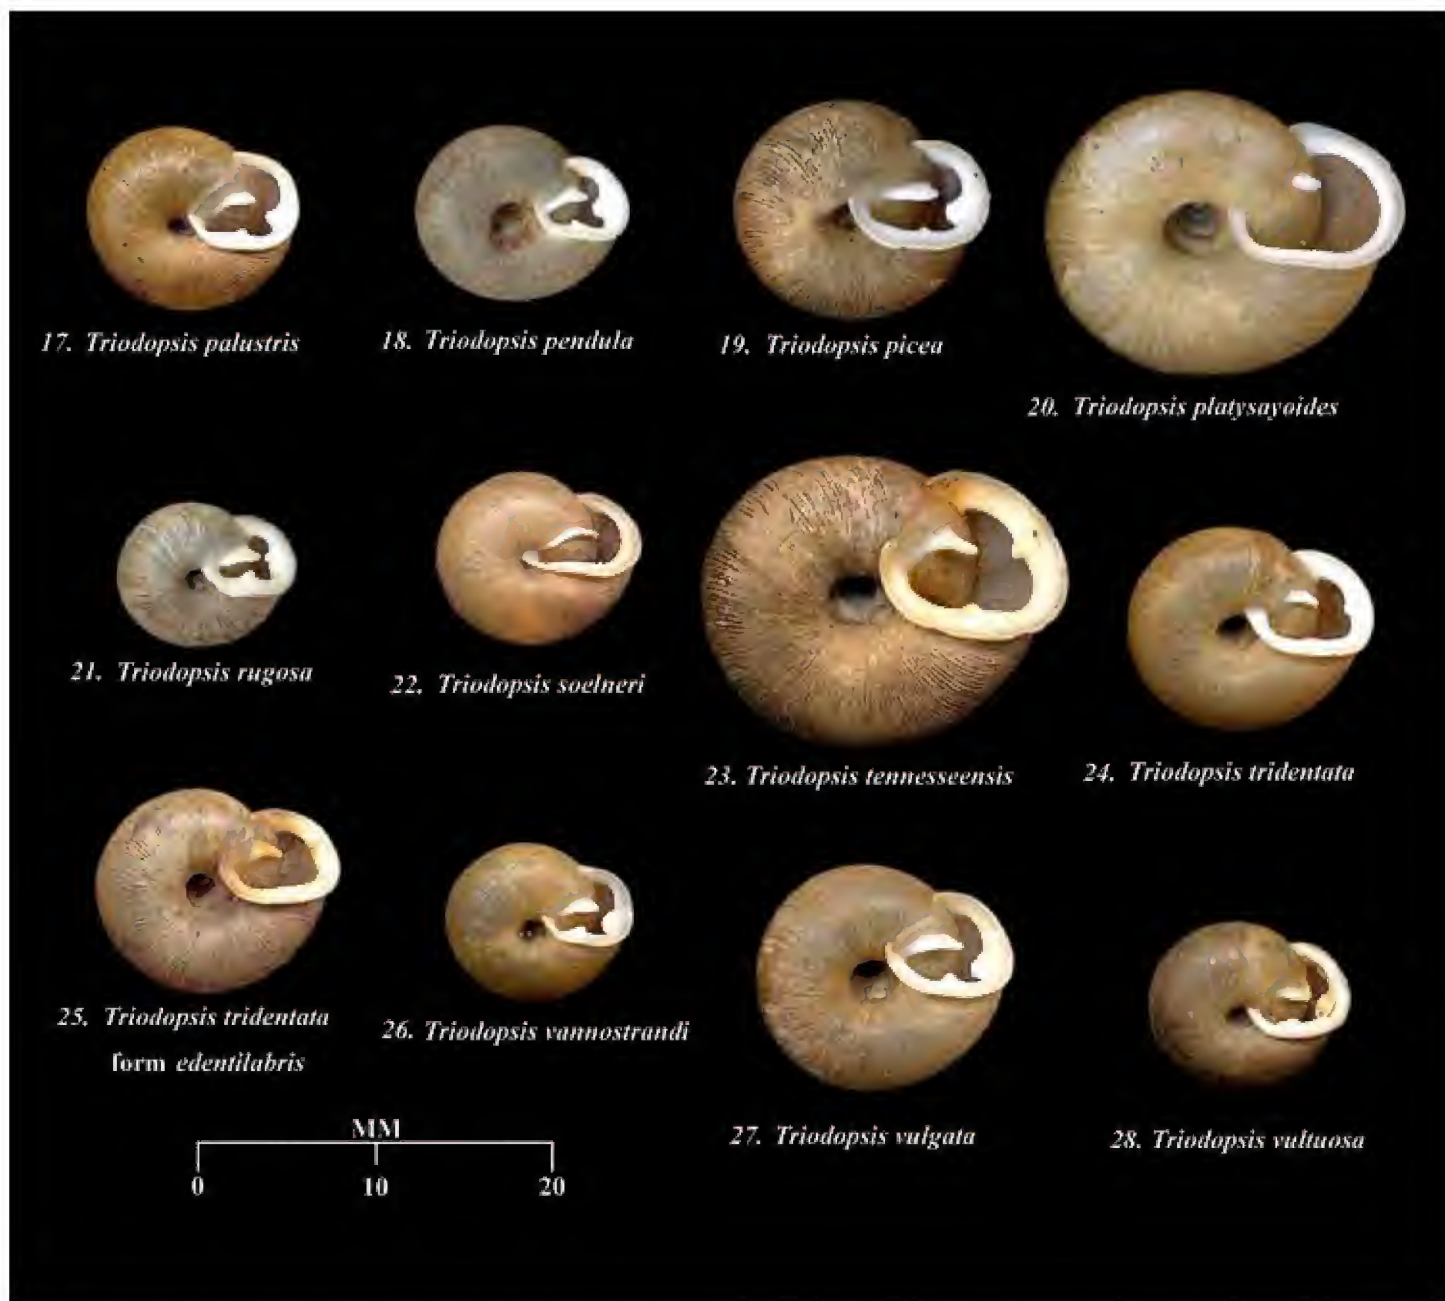 17. Triodopsis palustris
18. Triodopsis pendula
19. Triodopsis picea
20. Triodopsis platysayoides
21. Triodopsis rugosa
22. Triodopsis soelneri
23. Triodopsis tennesseensis
24. Triodopsis tridentata
25. Triodopsis tridentata
form edentilabris
26. Triodopsis vannostrandi
27. Triodopsis vulgata
28. Triodopsis vultuosa
MM
0 10 20